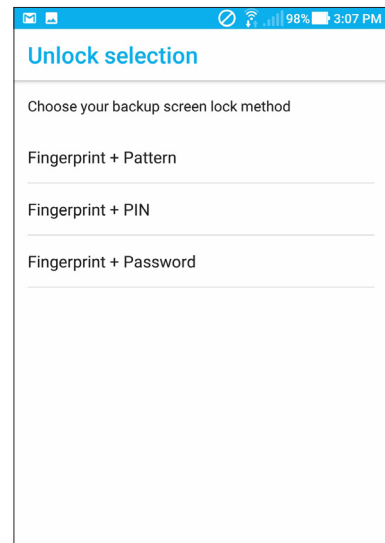 98% 3:07 PM
Unlock selection
Choose your backup screen lock method
Fingerprint + Pattern
Fingerprint + PIN
Fingerprint + Password